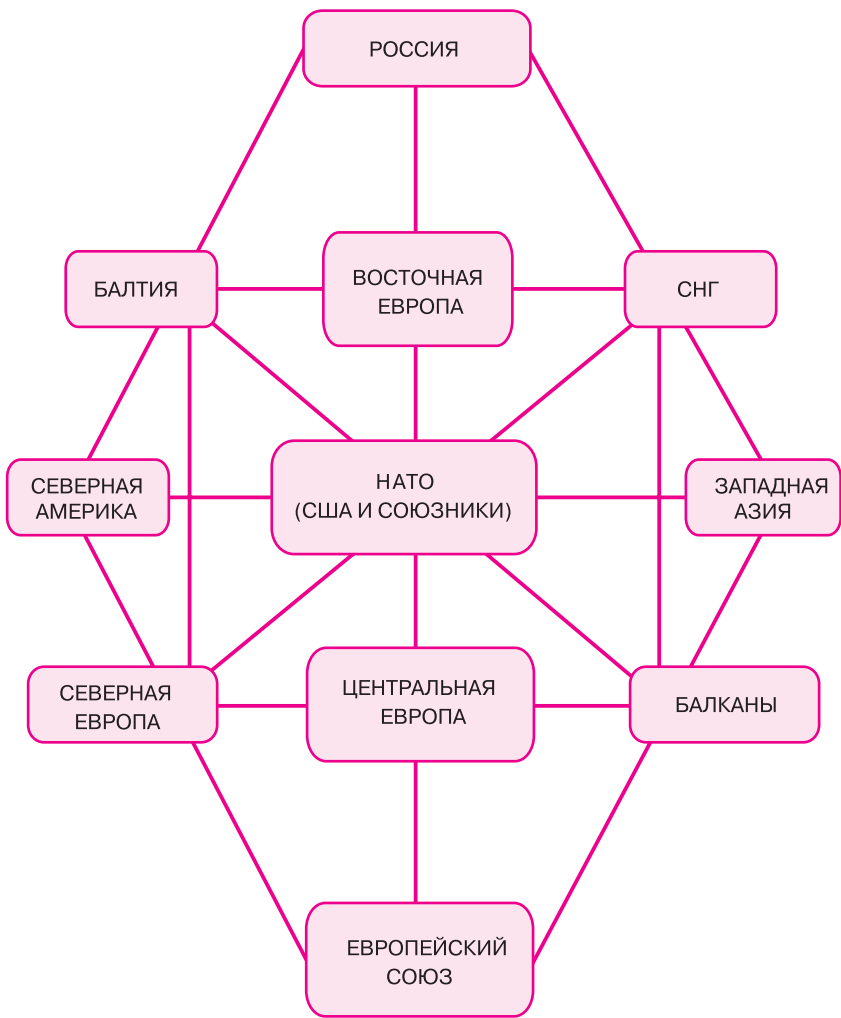 РОССИЯ
БАЛТИЯ
ВОСТОЧНАЯ
ЕВРОПА
СНГ
СЕВЕРНАЯ
АМЕРИКА
НАТО
(США И СОЮЗНИКИ)
ЗАПАДНАЯ
АЗИЯ
СЕВЕРНАЯ
ЕВРОПА
ЦЕНТРАЛЬНАЯ
ЕВРОПА
БАЛКАНЫ
ЕВРОПЕЙСКИЙ
СОЮЗ